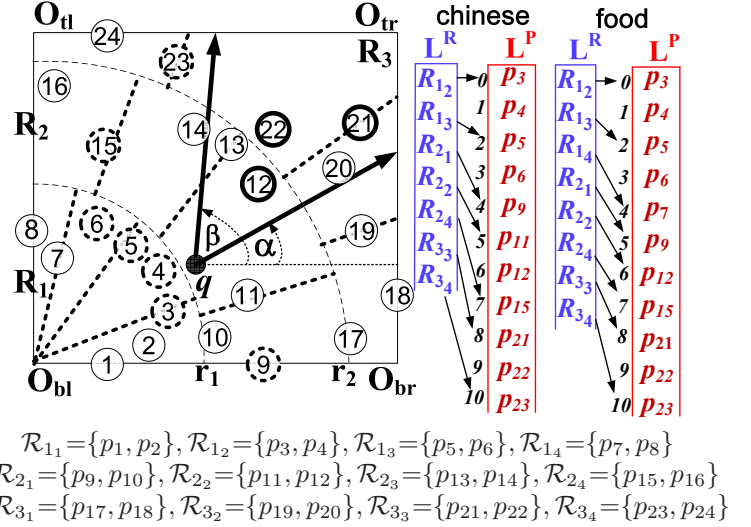 O_tl O_tr
24 23 R_3
16 22 21
R_2 15 14 13 20
12
8 6 5 β α 19
7 4 q
R_1 3 11 18
1 2 10 9 17
O_bl r_1 r_2 O_br
chinese
L^R L^P
R_{1_2} 0 p_3
R_{1_3} 1 p_4
R_{2_1} 2 p_5
R_{2_2} 3 p_6
R_{2_4} 4 p_9
R_{3_3} 5 p_{11}
R_{3_4} 6 p_{12}
7 p_{15}
8 p_{21}
9 p_{22}
10 p_{23}
food
L^R L^P
R_{1_2} 0 p_3
R_{1_3} 1 p_4
R_{1_4} 2 p_5
R_{2_1} 3 p_6
R_{2_2} 4 p_7
R_{2_4} 5 p_9
R_{3_3} 6 p_{12}
R_{3_4} 7 p_{15}
8 p_{21}
9 p_{22}
10 p_{23}
R_{1_1}={p_1, p_2}, R_{1_2}={p_3, p_4}, R_{1_3}={p_5, p_6}, R_{1_4}={p_7, p_8}
R_{2_1}={p_9, p_{10}}, R_{2_2}={p_{11}, p_{12}}, R_{2_3}={p_{13}, p_{14}}, R_{2_4}={p_{15}, p_{16}}
R_{3_1}={p_{17}, p_{18}}, R_{3_2}={p_{19}, p_{20}}, R_{3_3}={p_{21}, p_{22}}, R_{3_4}={p_{23}, p_{24}}